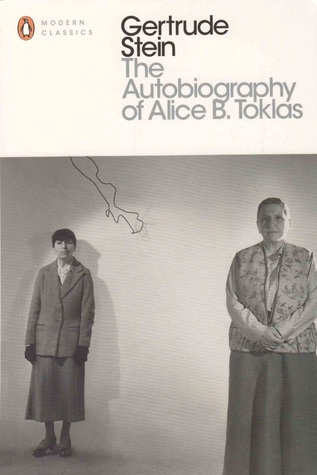 MODERN
CLASSICS
Gertrude
Stein
The
Autobiography
of Alice B. Toklas